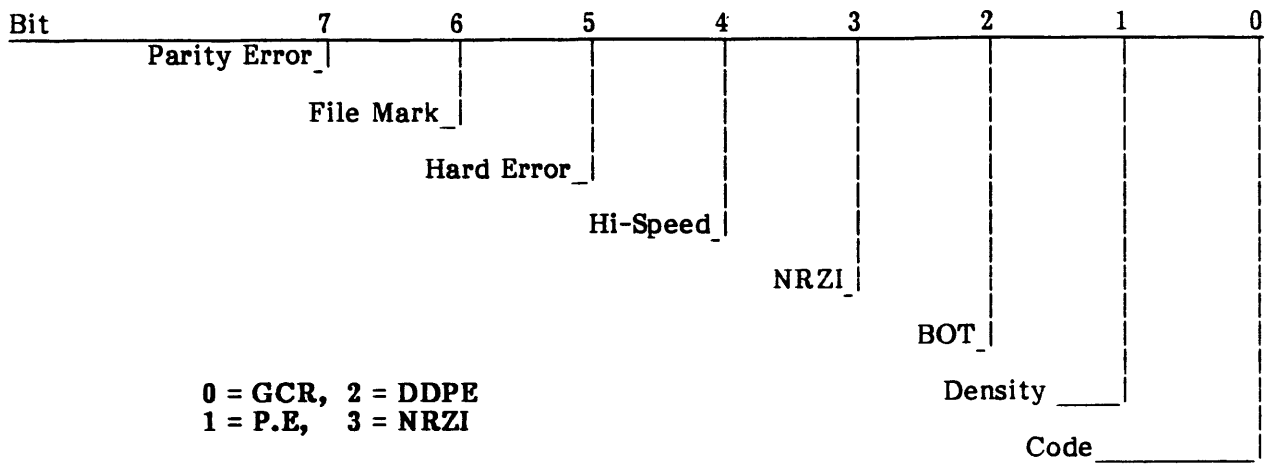 Bit 7 6 5 4 3 2 1 0
Parity Error
File Mark
Hard Error
Hi-Speed
NRZI
BOT
0 = GCR, 2 = DDPE
Density
1 = P.E, 3 = NRZI
Code